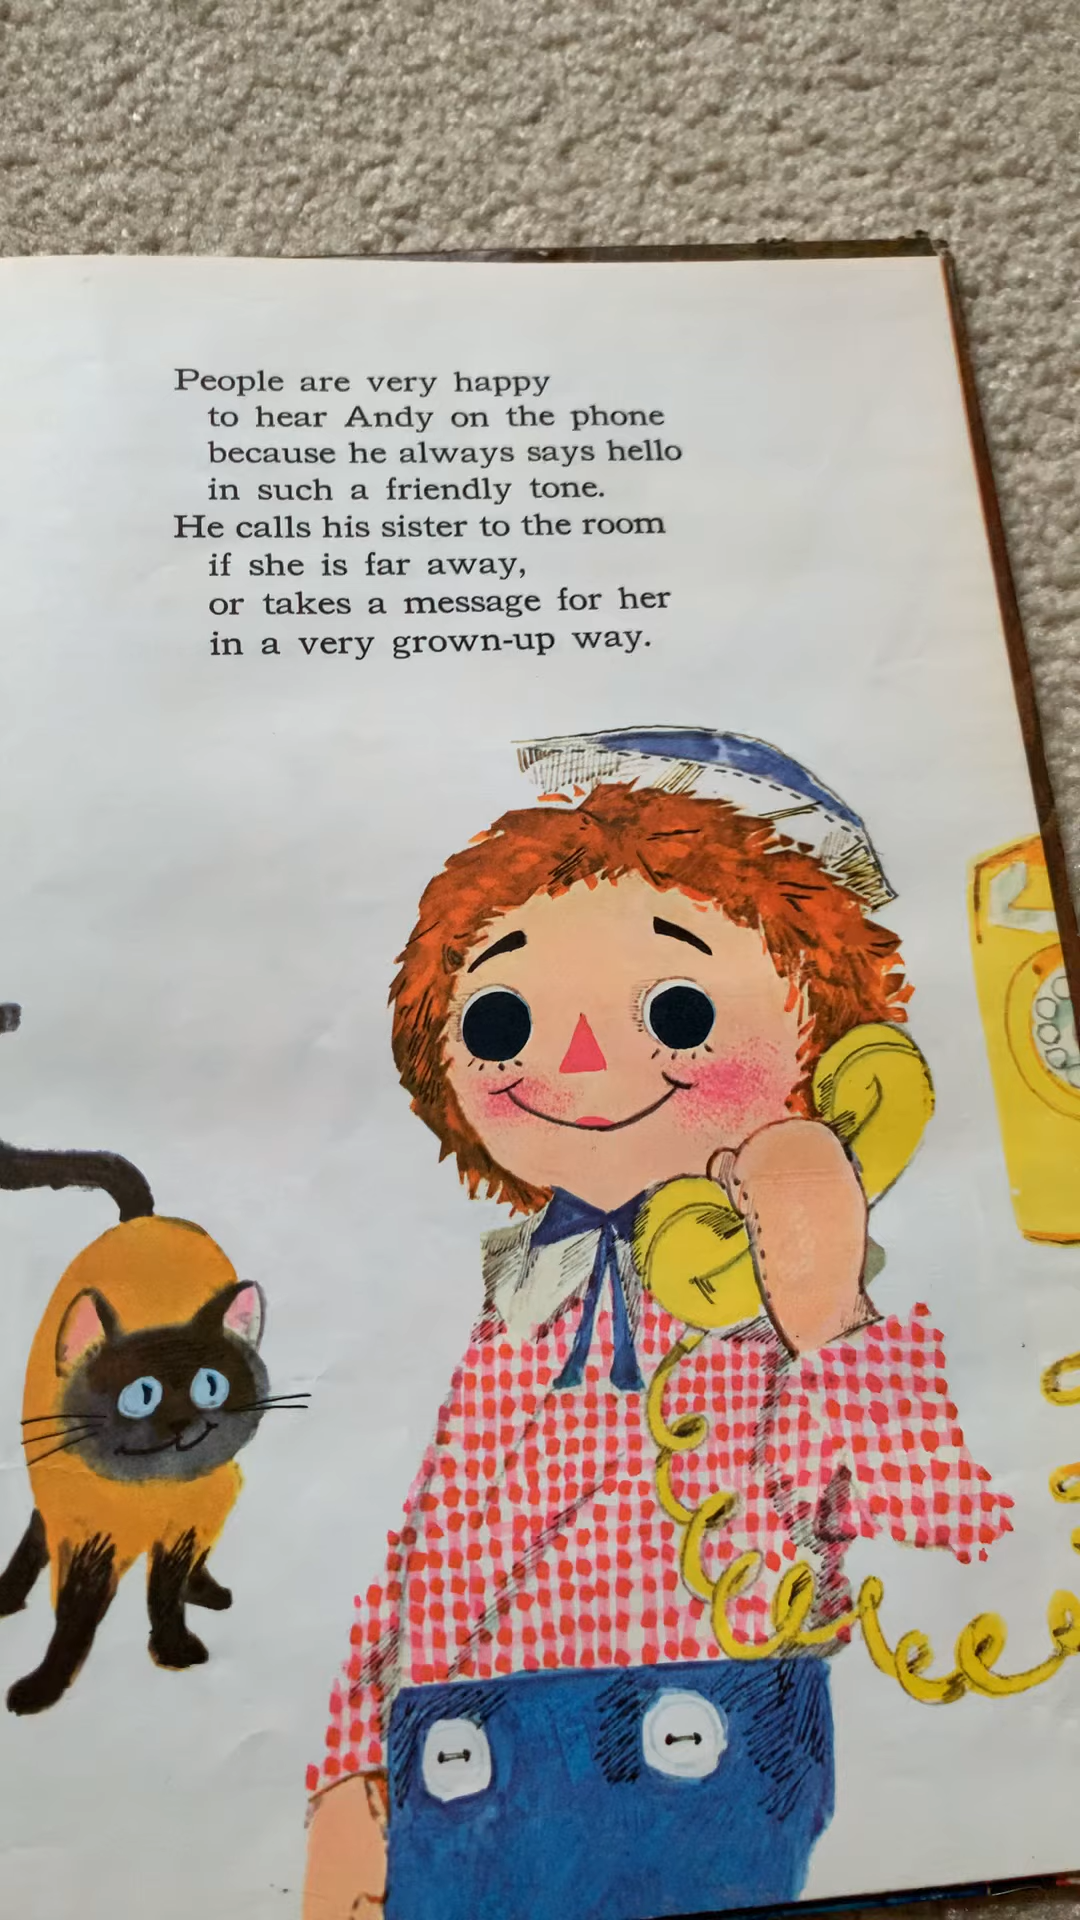 People are very happy
to hear Andy on the phone
because he always says hello
in such a friendly tone.
He calls his sister to the room
if she is far away,
or takes a message for her
in a very grown-up way.